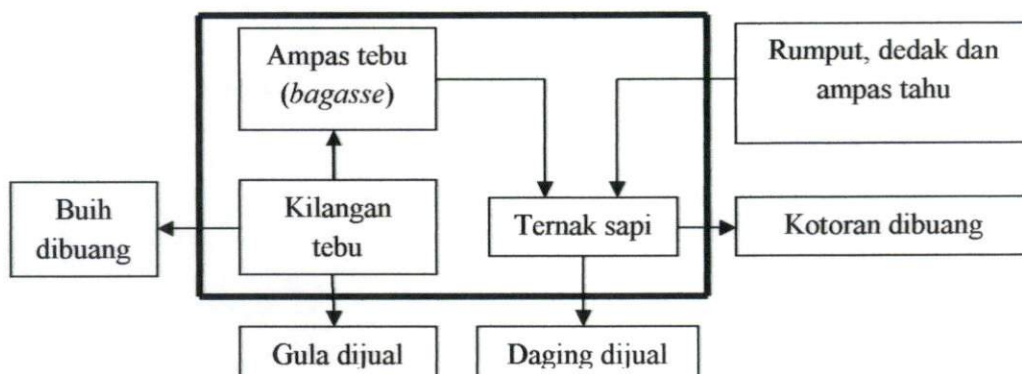 Ampas tebu
(bagasse)
Rumput, dedak dan
ampas tahu
Buih
dibuang
Kilangan
tebu
Ternak sapi
Kotoran dibuang
Gula dijual
Daging dijual